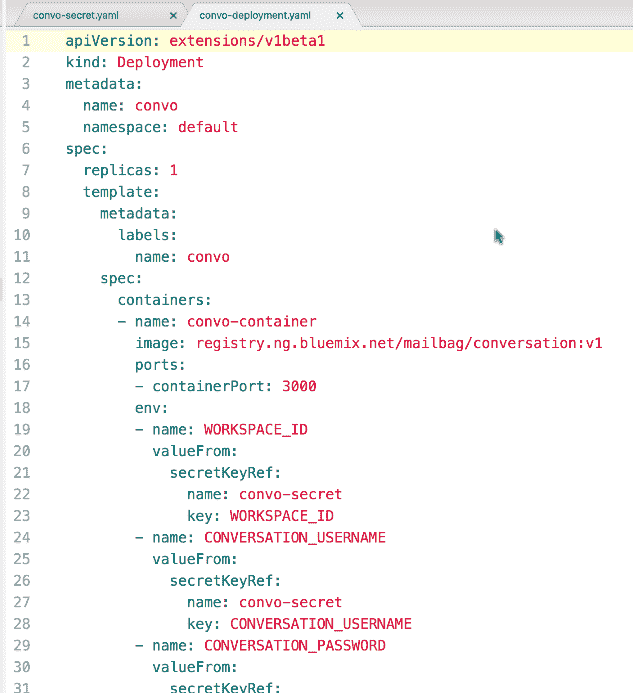 convo-secret.yaml × convo-deployment.yaml ×
1 apiVersion: extensions/v1beta1
2 kind: Deployment
3 metadata:
4 name: convo
5 namespace: default
6 spec:
7 replicas: 1
8 template:
9 metadata:
10 labels:
11 name: convo
12 spec:
13 containers:
14 - name: convo-container
15 image: registry.ng.bluemix.net/mailbag/conversation:v1
16 ports:
17 - containerPort: 3000
18 env:
19 - name: WORKSPACE_ID
20 valueFrom:
21 secretKeyRef:
22 name: convo-secret
23 key: WORKSPACE_ID
24 - name: CONVERSATION_USERNAME
25 valueFrom:
26 secretKeyRef:
27 name: convo-secret
28 key: CONVERSATION_USERNAME
29 - name: CONVERSATION_PASSWORD
30 valueFrom:
31 secretKeyRef: